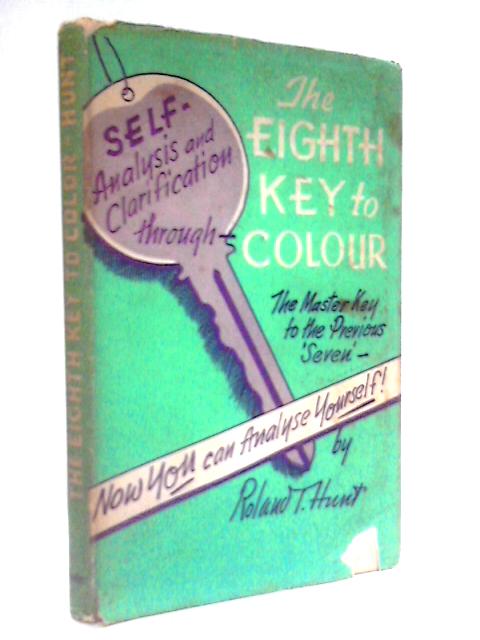 THE EIGHTH KEY TO COLOR - HUNT
SELF-
Analysis and
Clarification
through-
The
EIGHTH
KEY to
COLOUR
The Master Key
to the Previous
'Seven' -
Now YOU can Analyse Yourself!
by
Roland T. Hunt